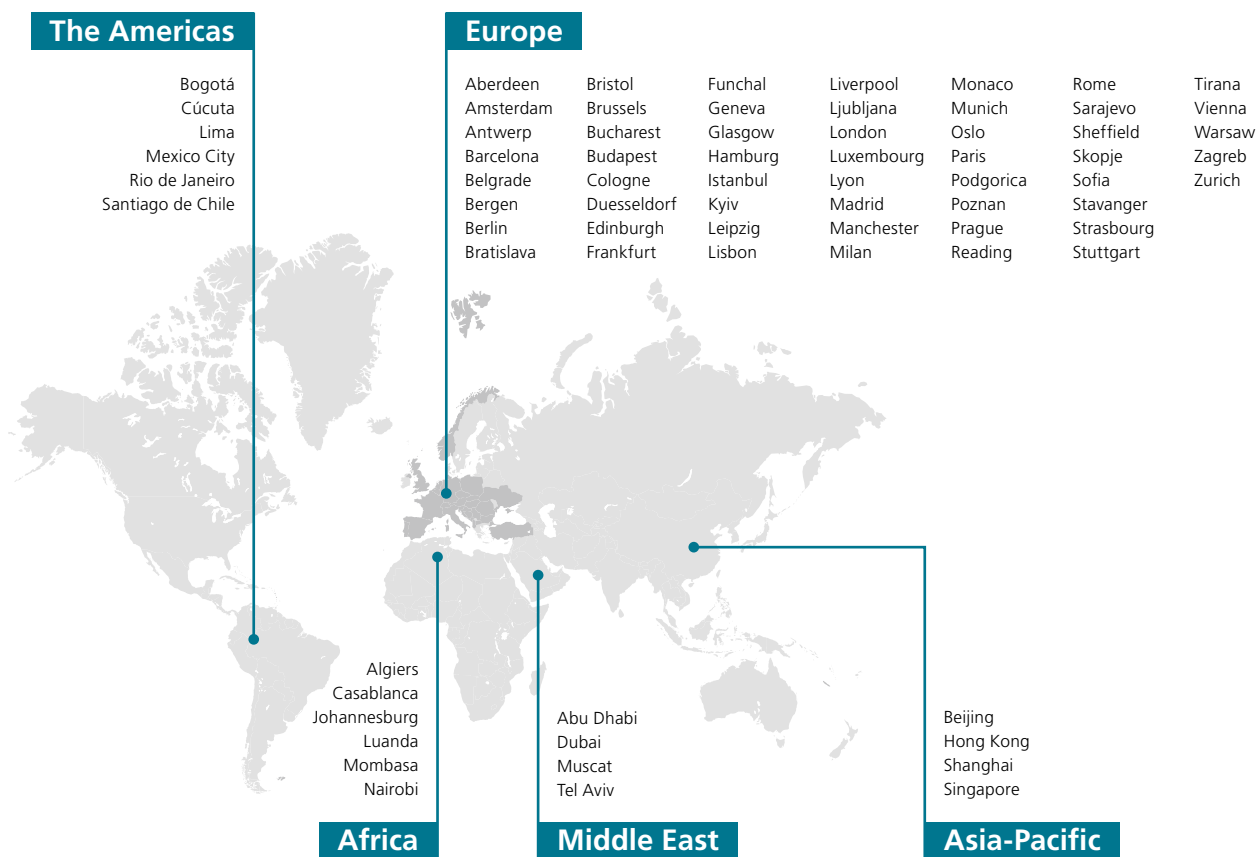 The Americas
Bogotá
Cúcuta
Lima
Mexico City
Rio de Janeiro
Santiago de Chile
Europe
Aberdeen
Amsterdam
Antwerp
Barcelona
Belgrade
Bergen
Berlin
Bratislava
Bristol
Brussels
Bucharest
Budapest
Cologne
Duesseldorf
Edinburgh
Frankfurt
Funchal
Geneva
Glasgow
Hamburg
Istanbul
Kyiv
Leipzig
Lisbon
Liverpool
Ljubljana
London
Luxembourg
Lyon
Madrid
Manchester
Milan
Monaco
Munich
Oslo
Paris
Podgorica
Poznan
Prague
Reading
Rome
Sarajevo
Sheffield
Skopje
Sofia
Stavanger
Strasbourg
Stuttgart
Tirana
Vienna
Warsaw
Zagreb
Zurich
Algiers
Casablanca
Johannesburg
Luanda
Mombasa
Nairobi
Africa
Abu Dhabi
Dubai
Muscat
Tel Aviv
Middle East
Beijing
Hong Kong
Shanghai
Singapore
Asia-Pacific